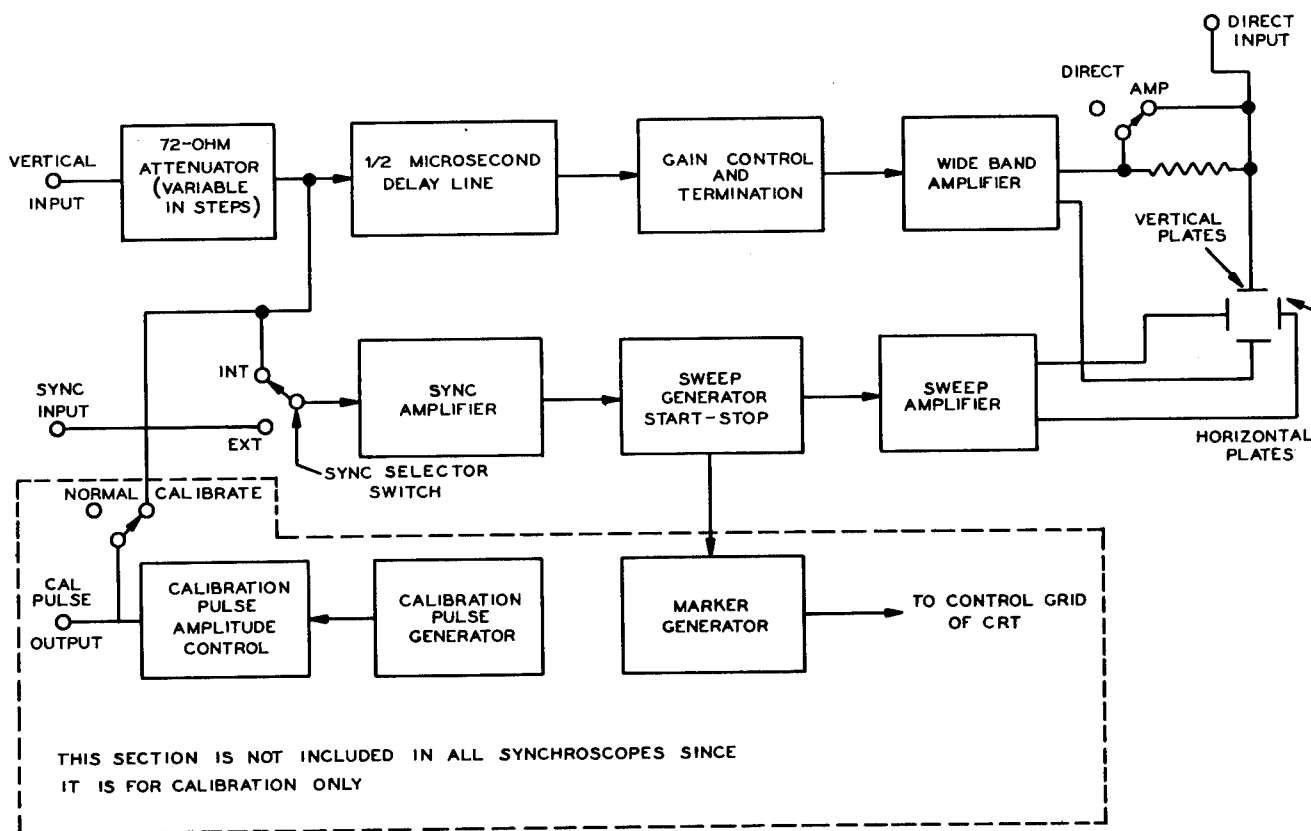 DIRECT
INPUT
DIRECT
AMP
VERTICAL
INPUT
72-OHM
ATTENUATOR
(VARIABLE
IN STEPS)
1/2 MICROSECOND
DELAY LINE
GAIN CONTROL
AND
TERMINATION
WIDE BAND
AMPLIFIER
VERTICAL
PLATES
SYNC
INPUT
INT
EXT
SYNC SELECTOR
SWITCH
SYNC
AMPLIFIER
SWEEP
GENERATOR
START-STOP
SWEEP
AMPLIFIER
HORIZONTAL
PLATES
NORMAL
CALIBRATE
CAL
PULSE
OUTPUT
CALIBRATION
PULSE
AMPLITUDE
CONTROL
CALIBRATION
PULSE
GENERATOR
MARKER
GENERATOR
TO CONTROL GRID
OF CRT
THIS SECTION IS NOT INCLUDED IN ALL SYNCHROSCOPES SINCE
IT IS FOR CALIBRATION ONLY